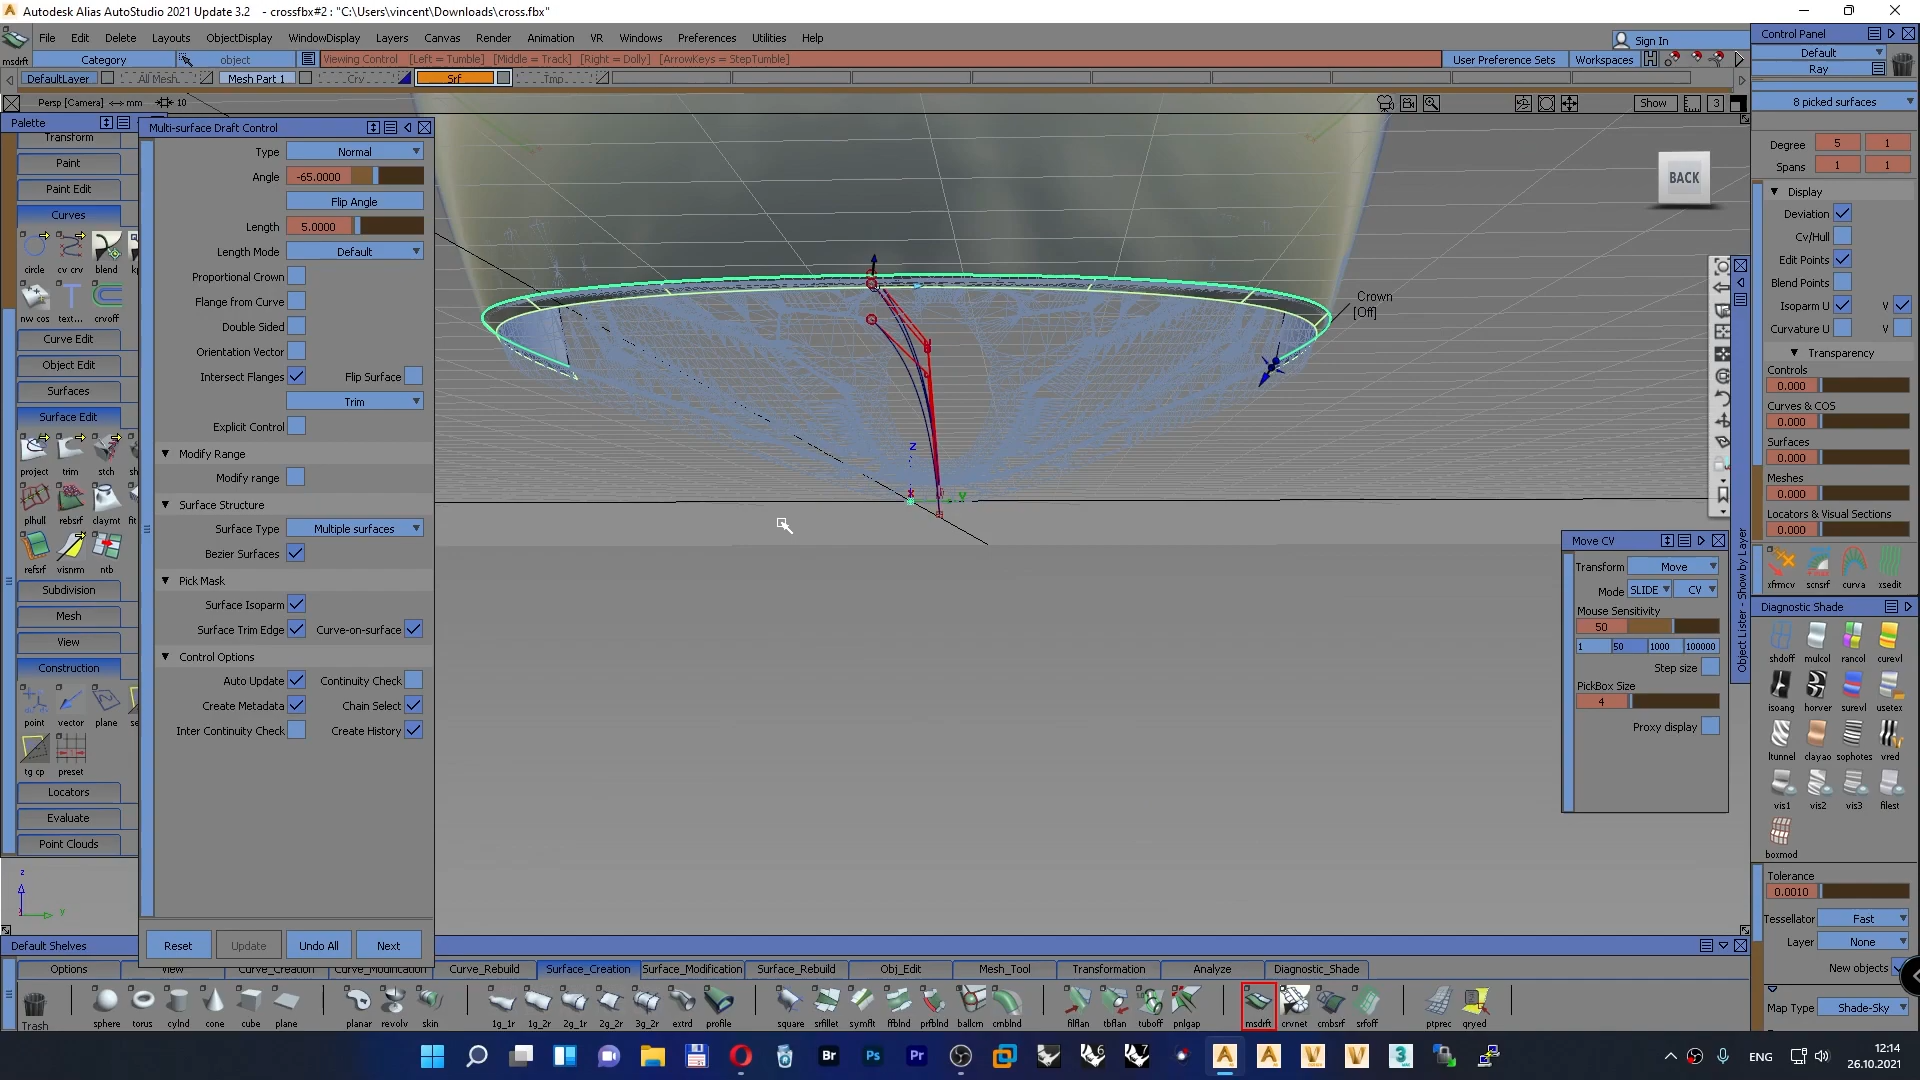 Autodesk Alias AutoStudio 2021 Update 3.2 - crossfbx#2 : "C:\Users\vincent\Downloads\cross.fbx"
File Edit Delete Layouts ObjectDisplay WindowDisplay Layers Canvas Render Animation VR Windows Preferences Utilities Help
Sign In
msdrft
Category
object
Viewing Control [Left = Tumble] [Middle = Track] [Right = Dolly] [ArrowKeys = StepTumble]
User Preference Sets
Workspaces
DefaultLayer
All Mesh
Mesh Part 1
Crv
Srf
Tmp
Persp [Camera] mm 10
Show
3
Palette
Transform
Paint
Paint Edit
Curves
circle cv crv blend
nw cos text... crvoff
Curve Edit
Object Edit
Surfaces
Surface Edit
project trim stch
plhull rebsrf claymt
refsrf visnrm ntb
Subdivision
Mesh
View
Construction
point vector plane
tg cp preset
Locators
Evaluate
Point Clouds
z
y
Multi-surface Draft Control
Type Normal
Angle -65.0000
Flip Angle
Length 5.0000
Length Mode Default
Proportional Crown
Flange from Curve
Double Sided
Orientation Vector
Intersect Flanges Flip Surface
Trim
Explicit Control
Modify Range
Modify range
Surface Structure
Surface Type Multiple surfaces
Bezier Surfaces
Pick Mask
Surface Isoparm
Surface Trim Edge Curve-on-surface
Control Options
Auto Update Continuity Check
Create Metadata Chain Select
Inter Continuity Check Create History
Reset Update Undo All Next
Crown
[Off]
Z
y
BACK
Object Lister - Show by Layer
Move CV
Transform Move
Mode SLIDE CV
Mouse Sensitivity
50
1 50 1000 100000
Step size
PickBox Size
4
Proxy display
Control Panel
Default
Ray
8 picked surfaces
Degree 5 1
Spans 1 1
Display
Deviation
Cv/Hull
Edit Points
Blend Points
Isoparm U V
Curvature U V
Transparency
Controls
0.000
Curves & COS
0.000
Surfaces
0.000
Meshes
0.000
Locators & Visual Sections
0.000
xfrmcv scnsrf curva xsedit
Diagnostic Shade
shdoff mulcol rancol curevl
isoang horver surevl usetex
ltunnel clayao sophotes vred
vis1 vis2 vis3 filest
boxmod
Tolerance
0.0010
Tessellator Fast
Layer None
New objects
Map Type Shade-Sky
Default Shelves
Options View Curve_Creation Curve_Modification Curve_Rebuild Surface_Creation Surface_Modification Surface_Rebuild Obj_Edit Mesh_Tool Transformation Analyze Diagnostic_Shade
Trash
sphere torus cylnd cone cube plane planar revolv skin 1g_1r 1g_2r 2g_1r 2g_2r 3g_2r extrd profile square srfillet symflt ffblnd prfblnd ballcrn cmblnd filflan tbflan tuboff pnlgap msdrft crvnet cmbsrf srfoff ptprec qryed
Br Ps Pr
6 7
A A V V 3
ENG
12:14
26.10.2021